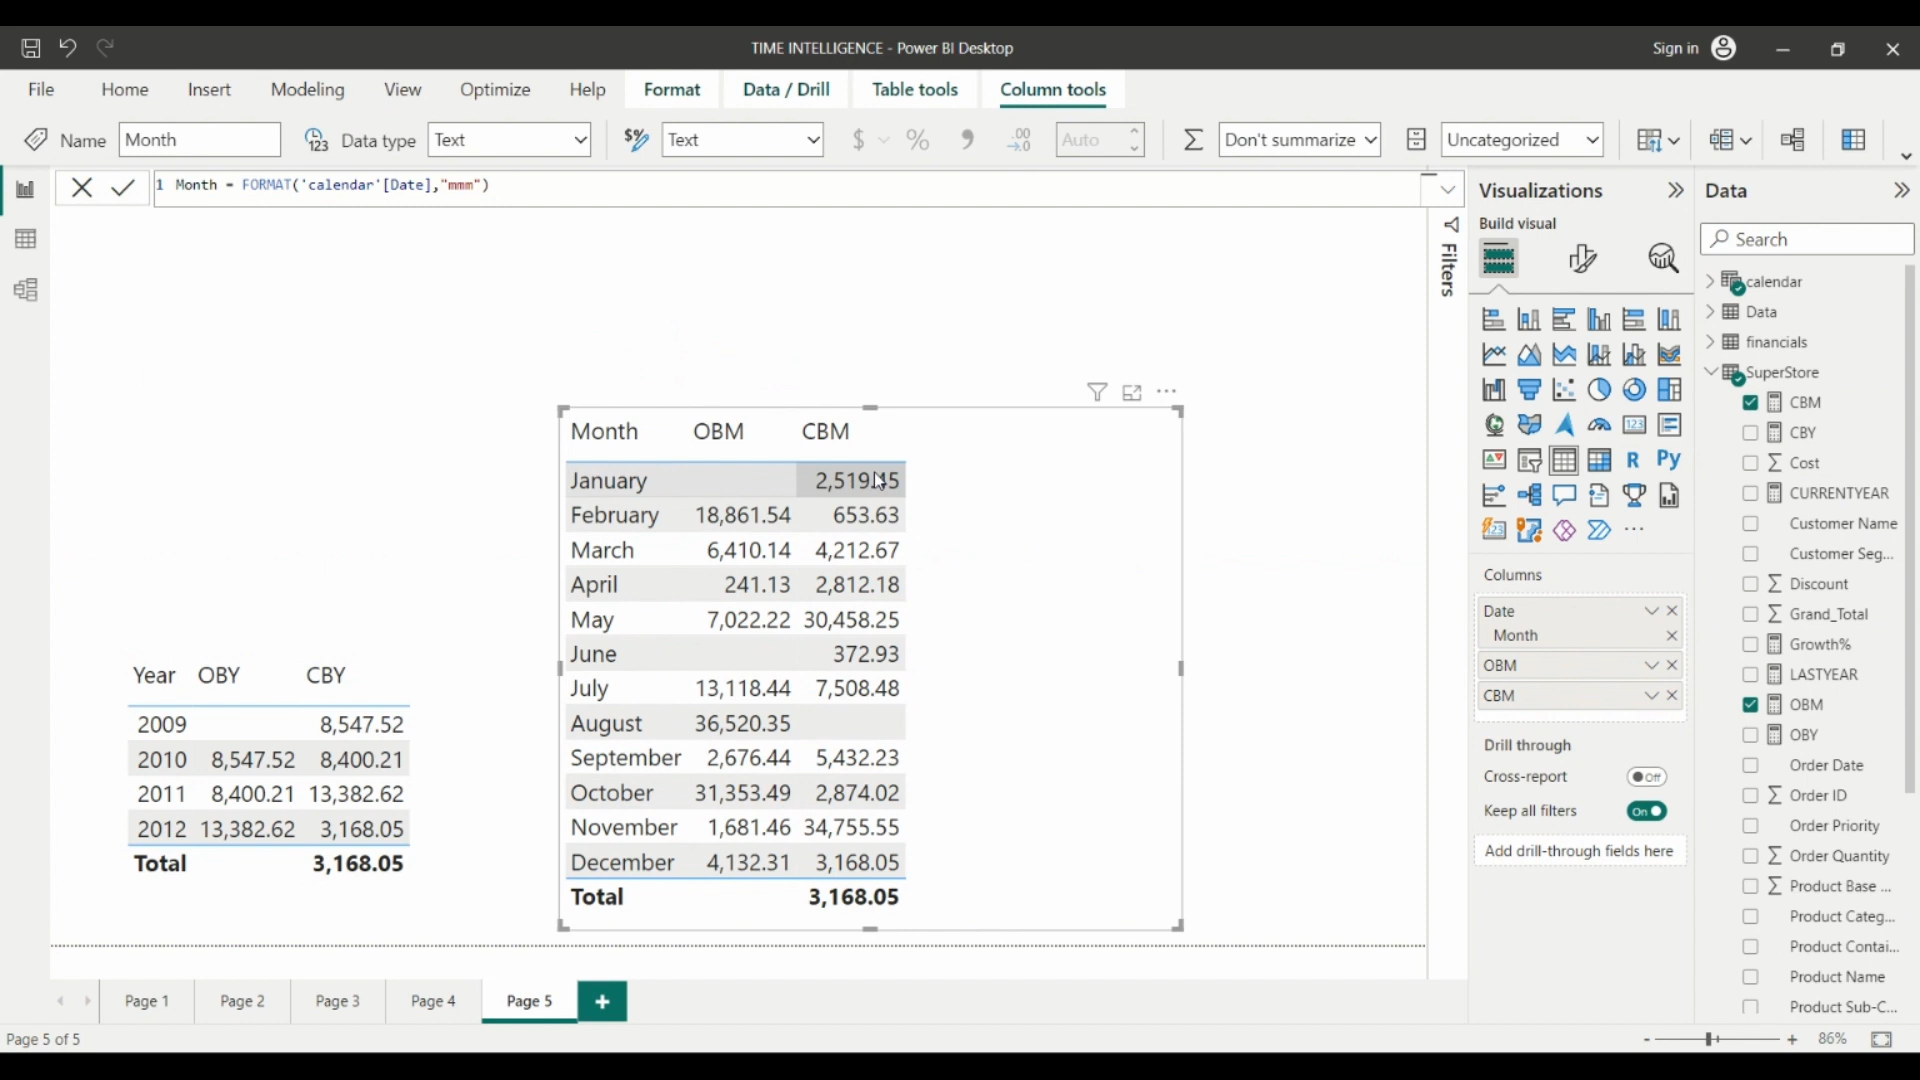 TIME INTELLIGENCE - Power BI Desktop
Sign in
File Home Insert Modeling View Optimize Help Format Data / Drill Table tools Column tools
Name Month Data type Text Text $ % Auto Don't summarize Uncategorized
1 Month = FORMAT('calendar'[Date],"mmm")
Filters
Month OBM CBM
January 2,519.45
February 18,861.54 653.63
March 6,410.14 4,212.67
April 241.13 2,812.18
May 7,022.22 30,458.25
June 372.93
July 13,118.44 7,508.48
August 36,520.35
September 2,676.44 5,432.23
October 31,353.49 2,874.02
November 1,681.46 34,755.55
December 4,132.31 3,168.05
Total 3,168.05
Year OBY CBY
2009 8,547.52
2010 8,547.52 8,400.21
2011 8,400.21 13,382.62
2012 13,382.62 3,168.05
Total 3,168.05
Visualizations
Build visual
R Py
Columns
Date
Month
OBM
CBM
Drill through
Cross-report Off
Keep all filters On
Add drill-through fields here
Data
Search
calendar
Data
financials
SuperStore
CBM
CBY
Cost
CURRENTYEAR
Customer Name
Customer Seg...
Discount
Grand_Total
Growth%
LASTYEAR
OBM
OBY
Order Date
Order ID
Order Priority
Order Quantity
Product Base ...
Product Categ...
Product Contai...
Product Name
Product Sub-C...
Page 1 Page 2 Page 3 Page 4 Page 5 +
Page 5 of 5
- + 86%